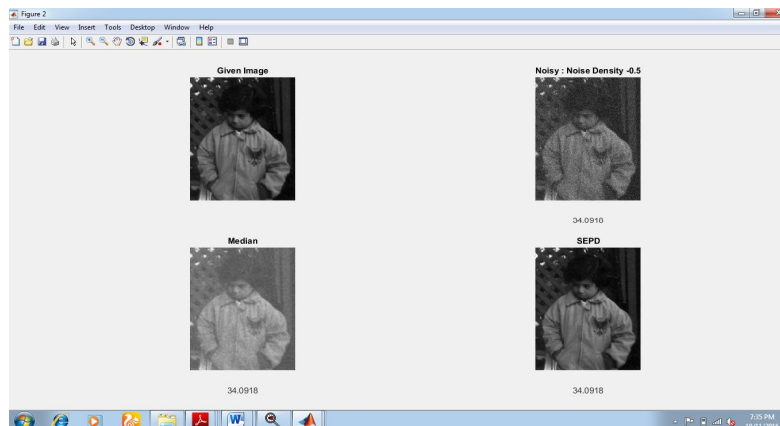 Figure 2
File Edit View Insert Tools Desktop Window Help
Given Image
Noisy : Noise Density -0.5
34.0918
Median
SEPD
34.0918
34.0918
7:35 PM